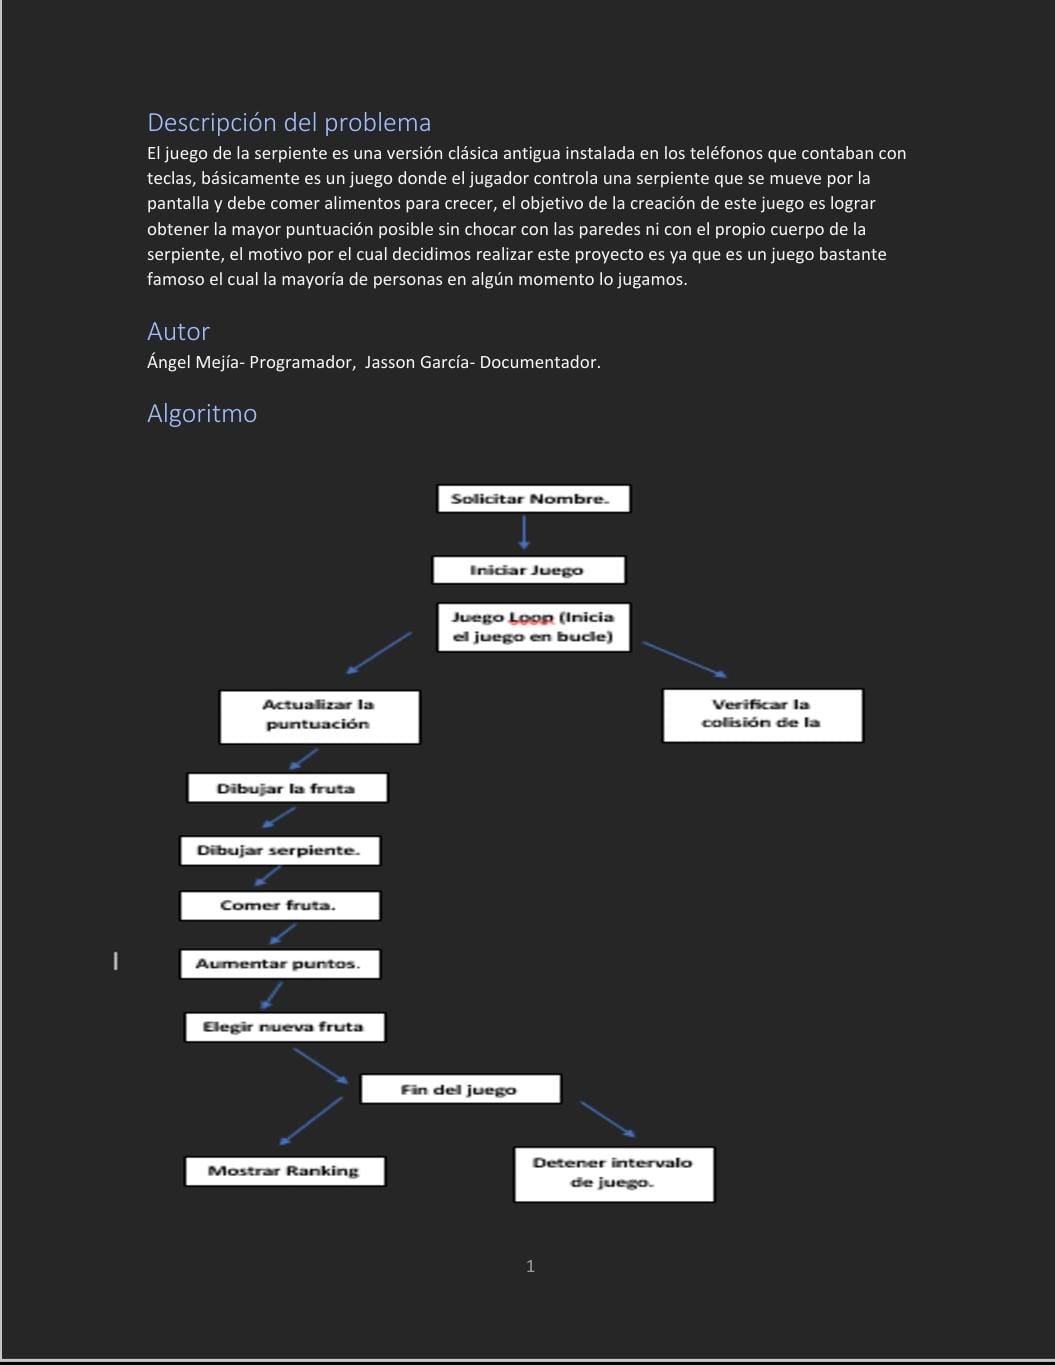 Descripción del problema
El juego de la serpiente es una versión clásica antigua instalada en los teléfonos que contaban con
teclas, básicamente es un juego donde el jugador controla una serpiente que se mueve por la
pantalla y debe comer alimentos para crecer, el objetivo de la creación de este juego es lograr
obtener la mayor puntuación posible sin chocar con las paredes ni con el propio cuerpo de la
serpiente, el motivo por el cual decidimos realizar este proyecto es ya que es un juego bastante
famoso el cual la mayoría de personas en algún momento lo jugamos.
Autor
Ángel Mejía- Programador,  Jasson García- Documentador.
Algoritmo
Solicitar Nombre.
Iniciar Juego
Juego Loop (Inicia
el juego en bucle)
Actualizar la
puntuación
Verificar la
colisión de la
Dibujar la fruta
Dibujar serpiente.
Comer fruta.
Aumentar puntos.
Elegir nueva fruta
Fin del juego
Mostrar Ranking
Detener intervalo
de juego.
1